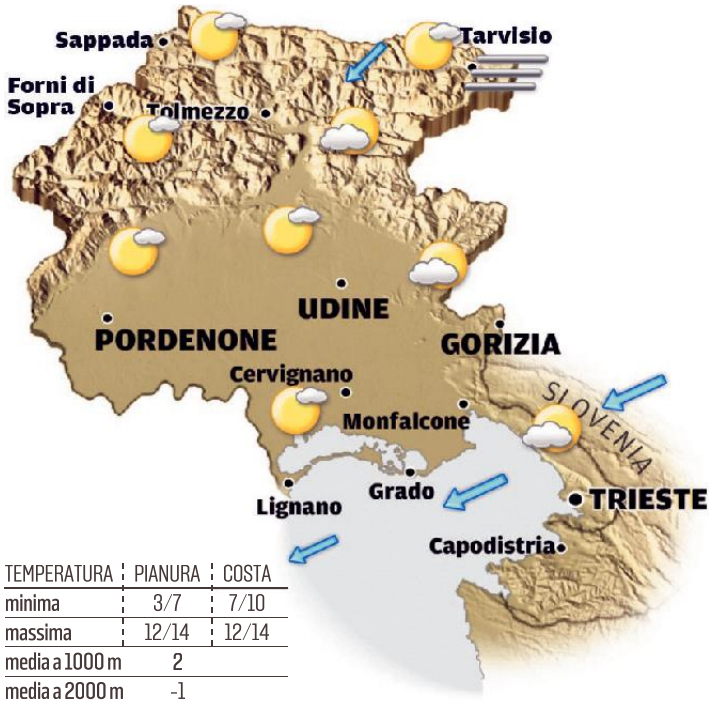 Sappada
Tarvisio
Forni di
Sopra
Tolmezzo
UDINE
PORDENONE
GORIZIA
Cervignano
SLOVENIA
Monfalcone
Grado
Lignano
TRIESTE
Capodistria
TEMPERATURA PIANURA COSTA
minima 3/7 7/10
massima 12/14 12/14
media a 1000 m 2
media a 2000 m -1